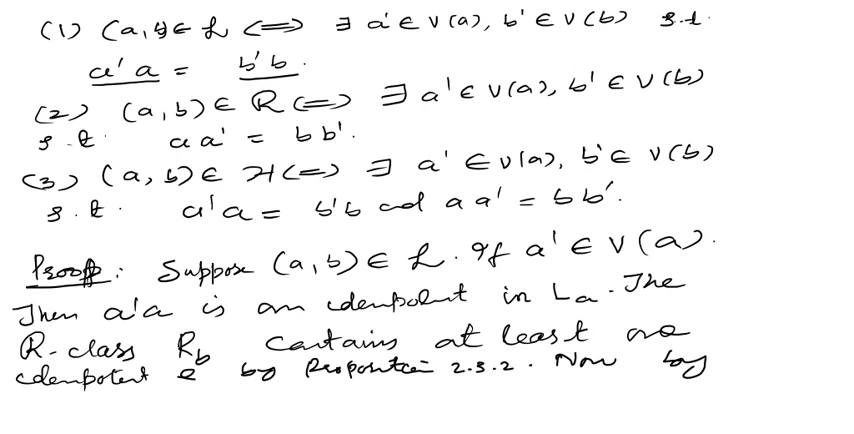 (1) (a,b) ∈ L ⟺ ∃ a' ∈ V(a), b' ∈ V(b) s.t.
a'a = b'b.
(2) (a,b) ∈ R ⟺ ∃ a' ∈ V(a), b' ∈ V(b)
s.t. aa' = bb'.
(3) (a,b) ∈ H ⟺ ∃ a' ∈ V(a), b' ∈ V(b)
s.t. a'a = b'b and aa' = bb'.
Proof: Suppose (a,b) ∈ L. If a' ∈ V(a).
Then a'a is an idempotent in La. The
R-class Rb contains at least one
idempotent e by Proposition 2.3.2. Now by